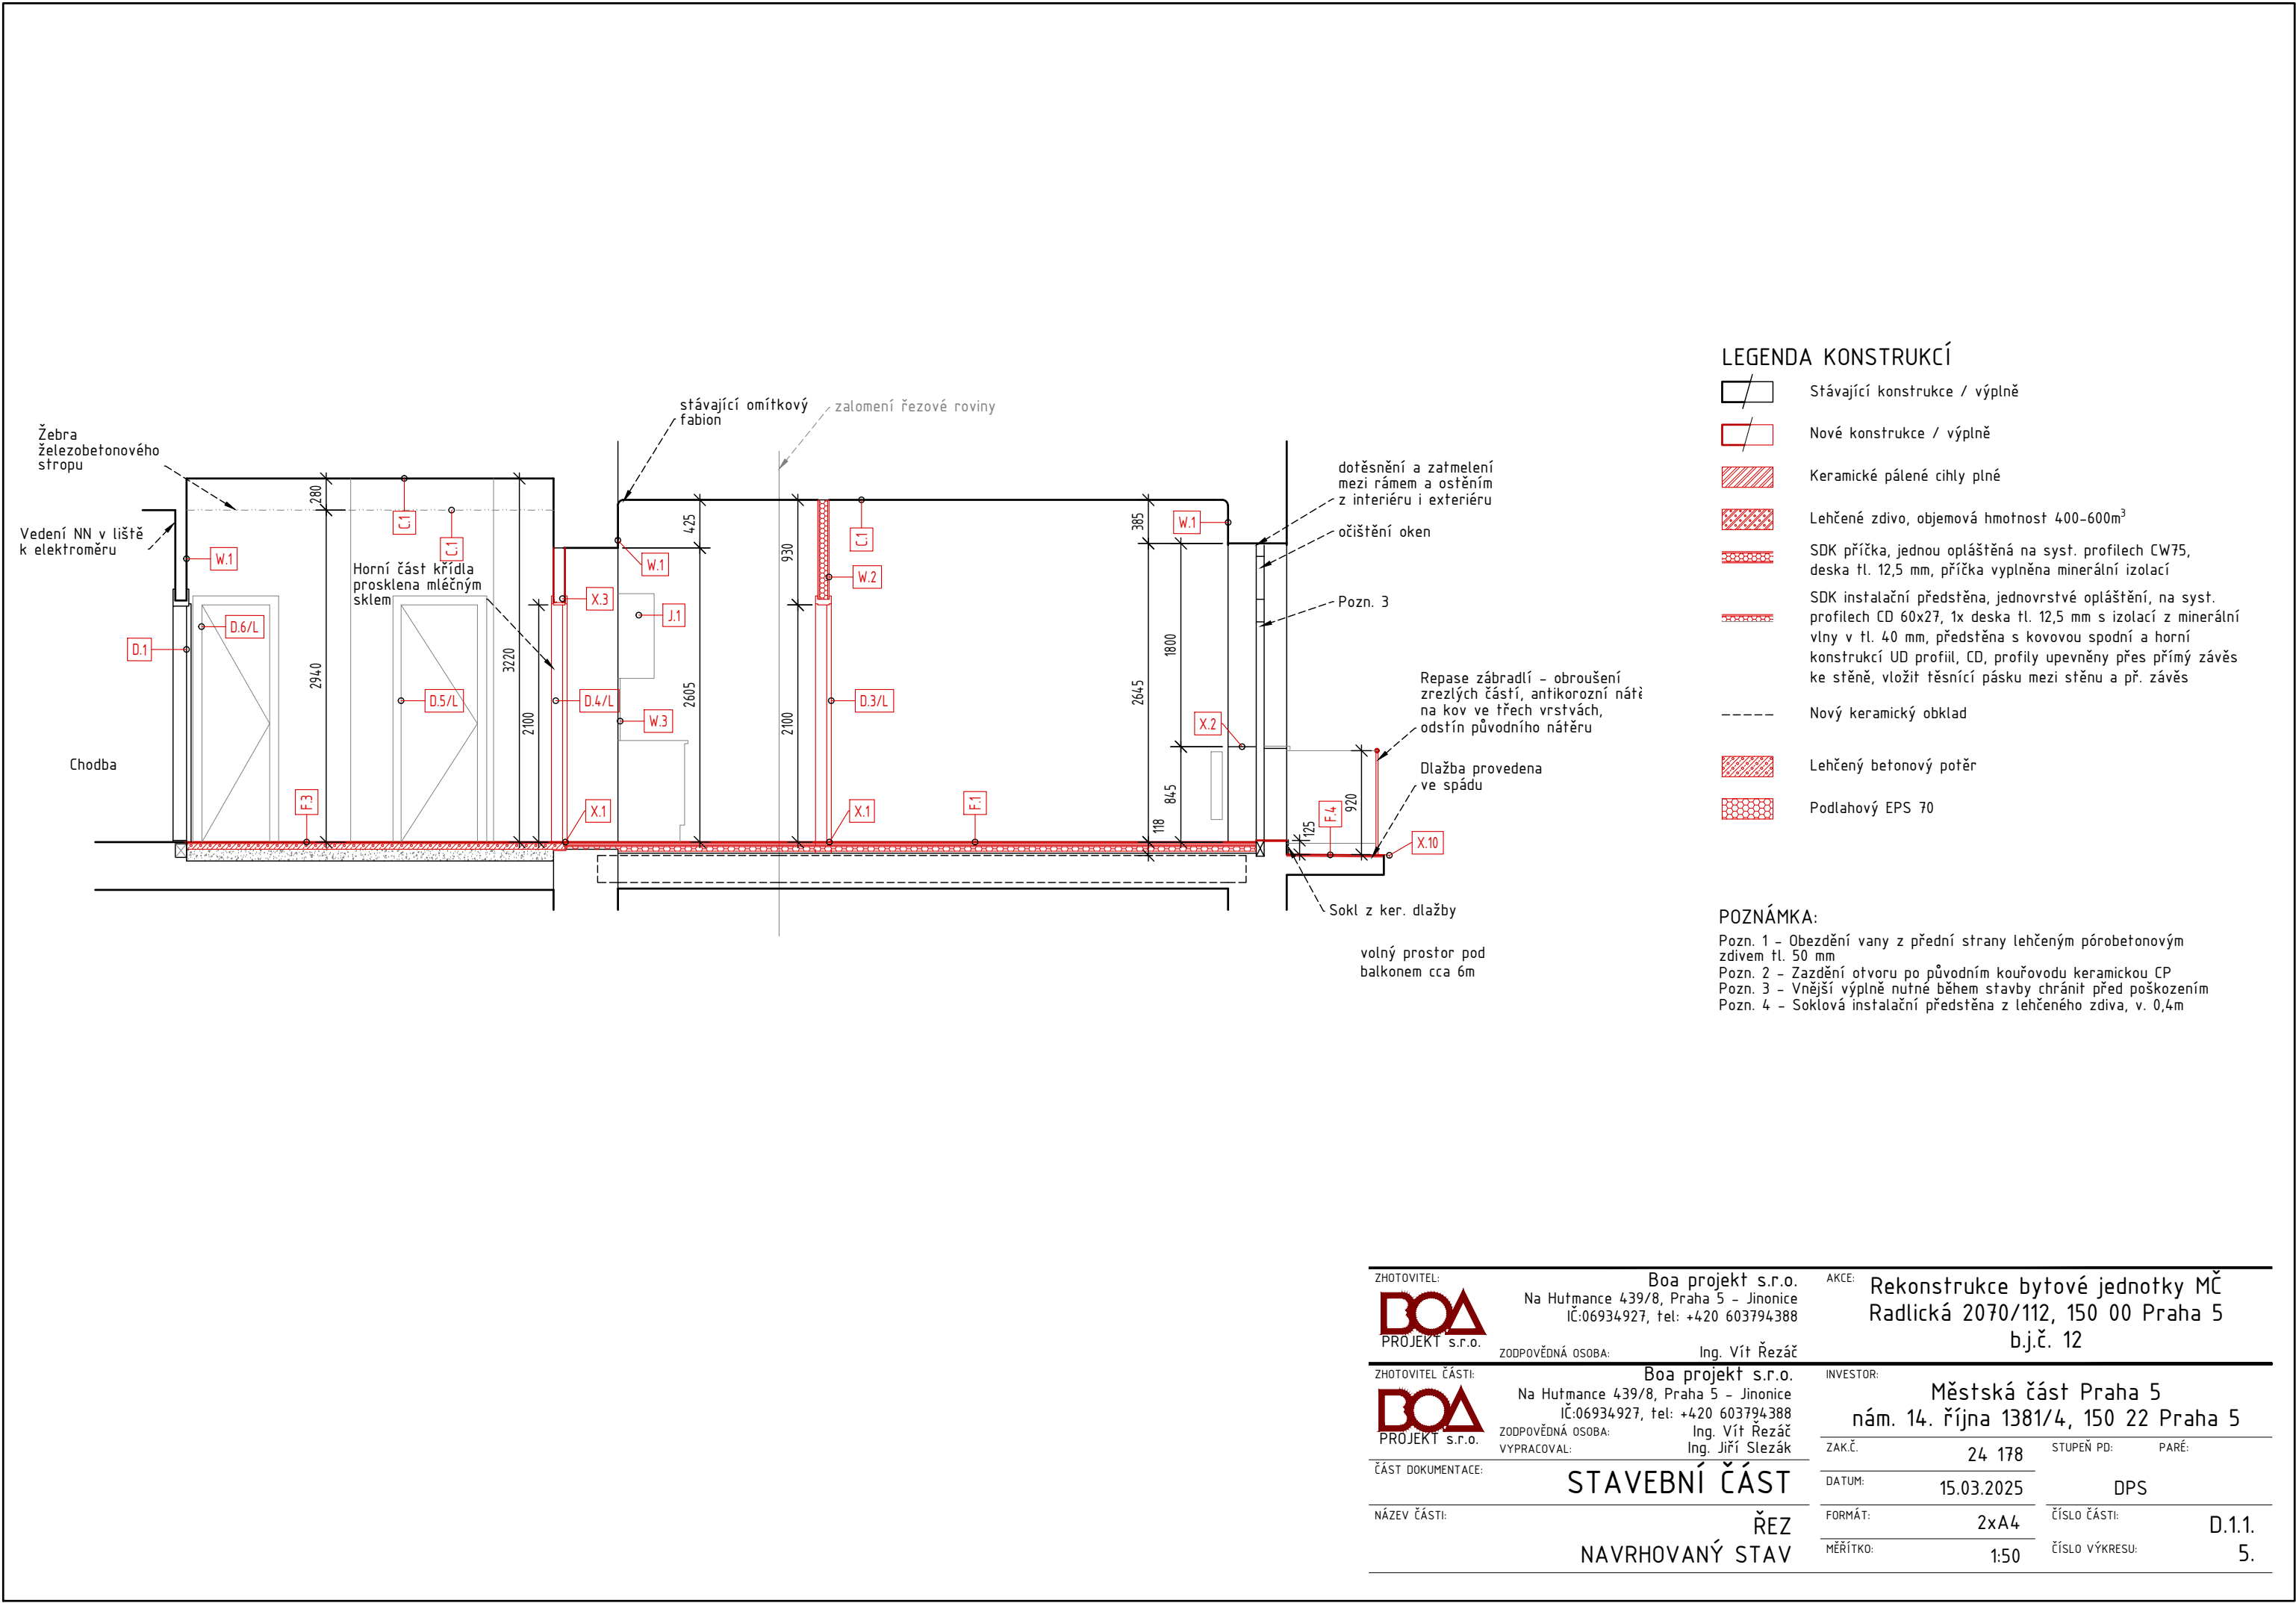 stávající omítkový
fabion
zalomení řezové roviny
Žebra
železobetonového
stropu
Vedení NN v liště
k elektroměru
Horní část křídla
prosklena mléčným
sklem
dotěsnění a zatmelení
mezi rámem a ostěním
z interiéru i exteriéru
očištění oken
Pozn. 3
Repase zábradlí - obroušení
zrezlých částí, antikorozní nátě
na kov ve třech vrstvách,
odstín původního nátěru
Dlažba provedena
ve spádu
Sokl z ker. dlažby
volný prostor pod
balkonem cca 6m
Chodba
280
2940
3220
2100
425
2605
930
2100
385
2645
1800
845
118
125
920
C.1
C.1
C.1
W.1
W.1
W.1
W.2
W.3
X.3
J.1
D.6/L
D.1
D.5/L
D.4/L
D.3/L
X.2
F.3
X.1
X.1
F.1
F.4
X.10
LEGENDA KONSTRUKCÍ
Stávající konstrukce / výplně
Nové konstrukce / výplně
Keramické pálené cihly plné
Lehčené zdivo, objemová hmotnost 400-600m³
SDK příčka, jednou opláštěná na syst. profilech CW75,
deska tl. 12,5 mm, příčka vyplněna minerální izolací
SDK instalační předstěna, jednovrstvé opláštění, na syst.
profilech CD 60x27, 1x deska tl. 12,5 mm s izolací z minerální
vlny v tl. 40 mm, předstěna s kovovou spodní a horní
konstrukcí UD profiil, CD, profily upevněny přes přímý závěs
ke stěně, vložit těsnící pásku mezi stěnu a př. závěs
Nový keramický obklad
Lehčený betonový potěr
Podlahový EPS 70
POZNÁMKA:
Pozn. 1 - Obezdění vany z přední strany lehčeným pórobetonovým
zdivem tl. 50 mm
Pozn. 2 - Zazdění otvoru po původním kouřovodu keramickou CP
Pozn. 3 - Vnější výplně nutné během stavby chránit před poškozením
Pozn. 4 - Soklová instalační předstěna z lehčeného zdiva, v. 0,4m
ZHOTOVITEL:
Boa projekt s.r.o.
Na Hutmance 439/8, Praha 5 - Jinonice
IČ:06934927, tel: +420 603794388
BOA
PROJEKT s.r.o.
ZODPOVĚDNÁ OSOBA:
Ing. Vít Řezáč
AKCE:
Rekonstrukce bytové jednotky MČ
Radlická 2070/112, 150 00 Praha 5
b.j.č. 12
ZHOTOVITEL ČÁSTI:
Boa projekt s.r.o.
Na Hutmance 439/8, Praha 5 - Jinonice
IČ:06934927, tel: +420 603794388
BOA
PROJEKT s.r.o.
ZODPOVĚDNÁ OSOBA:
Ing. Vít Řezáč
VYPRACOVAL:
Ing. Jiří Slezák
INVESTOR:
Městská část Praha 5
nám. 14. října 1381/4, 150 22 Praha 5
ČÁST DOKUMENTACE:
STAVEBNÍ ČÁST
NÁZEV ČÁSTI:
ŘEZ
NAVRHOVANÝ STAV
ZAK.Č.
24 178
STUPEŇ PD:
PARÉ:
DATUM:
15.03.2025
DPS
FORMÁT:
2xA4
ČÍSLO ČÁSTI:
D.1.1.
MĚŘÍTKO:
1:50
ČÍSLO VÝKRESU:
5.